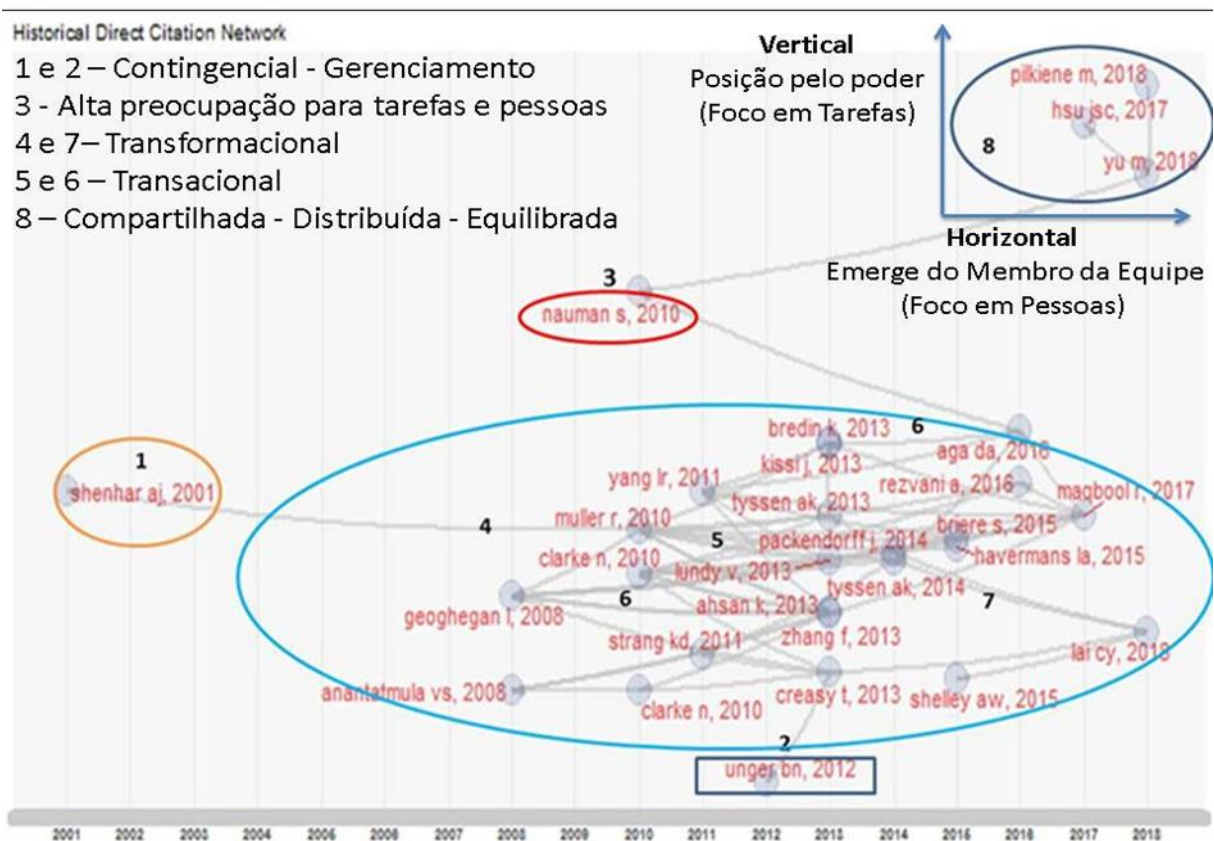 Historical Direct Citation Network
1 e 2 – Contingencial - Gerenciamento
3 - Alta preocupação para tarefas e pessoas
4 e 7– Transformacional
5 e 6 – Transacional
8 – Compartilhada - Distribuída - Equilibrada
Vertical
Posição pelo poder
(Foco em Tarefas)
pilkiene m, 2018
hsu jsc, 2017
8
yu m, 2018
Horizontal
Emerge do Membro da Equipe
(Foco em Pessoas)
3
nauman s, 2010
1
shenhar aj, 2001
bredin k, 2013
6
aga da, 2016
kissi j, 2013
yang lr, 2011
rezvani a, 2016
maqbool r, 2017
tyssen ak, 2013
muller r, 2010
4
briere s, 2015
5
packendorff j, 2014
clarke n, 2010
havermans la, 2015
lundy v, 2013
tyssen ak, 2014
6
ahsan k, 2013
7
geoghegan l, 2008
zhang f, 2013
strang kd, 2011
lai cy, 2018
anantatmula vs, 2008
creasy t, 2013
shelley aw, 2015
clarke n, 2010
2
unger bn, 2012
2001 2002 2003 2004 2005 2006 2007 2008 2009 2010 2011 2012 2013 2014 2015 2016 2017 2018